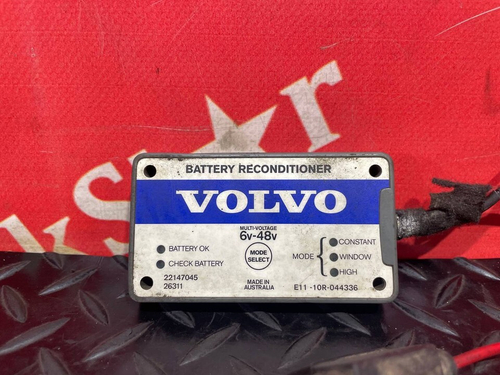 kstar
BATTERY RECONDITIONER
VOLVO
MULTI-VOLTAGE
6v-48v
BATTERY OK
CHECK BATTERY
MODE
SELECT
MODE
CONSTANT
WINDOW
HIGH
22147045
26311
MADE IN
AUSTRALIA
E11 -10R-044336